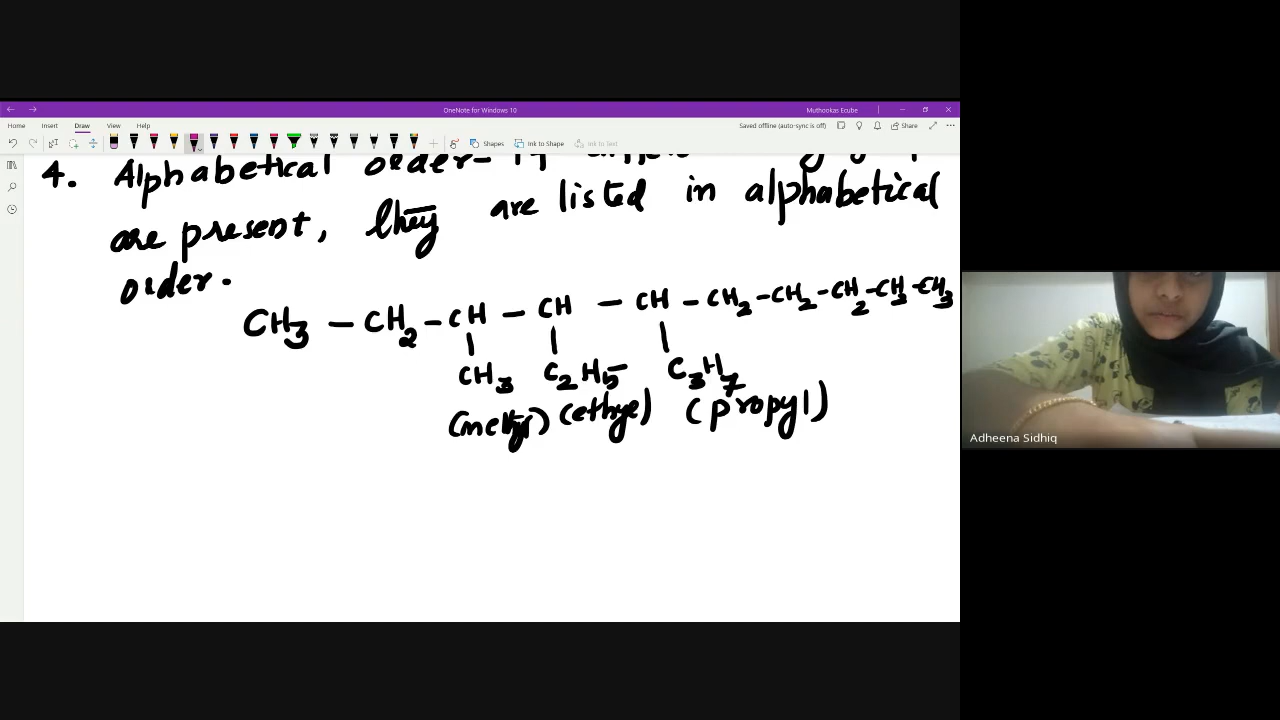 OneNote for Windows 10
Muthookas Ecube
Home Insert Draw View Help
Saved offline (auto-sync is off)
Share
Shapes Ink to Shape Ink to Text
4. Alphabetical order-
are present, they are listed in alphabetical
order.
CH3 — CH2 — CH — CH — CH — CH2 — CH2 — CH2 — CH3 — CH3
CH3 C2H5 C3H7
(methyl) (ethyl) (propyl)
Adheena Sidhiq